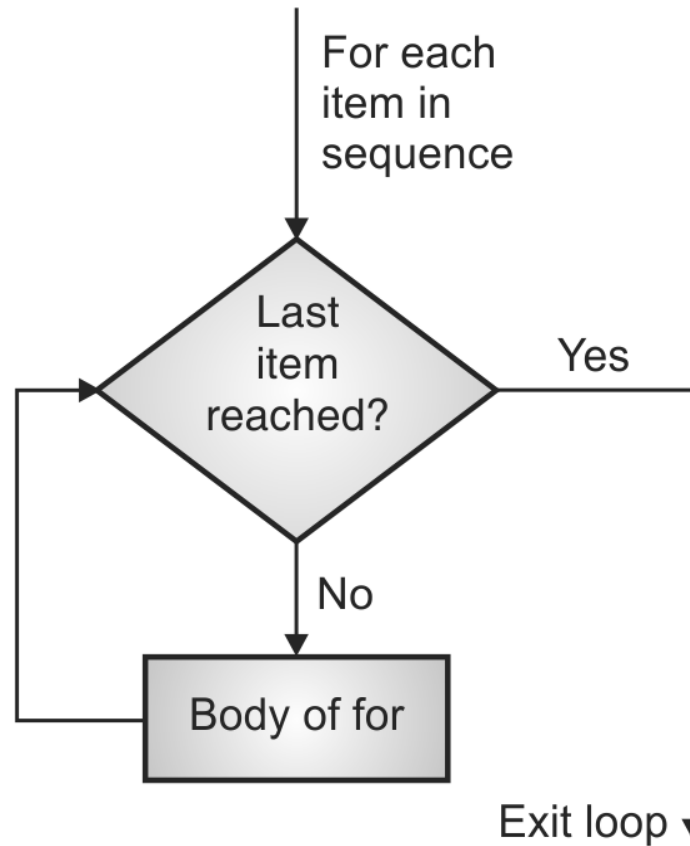 For each
item in
sequence
Last
item
reached?
Yes
No
Body of for
Exit loop